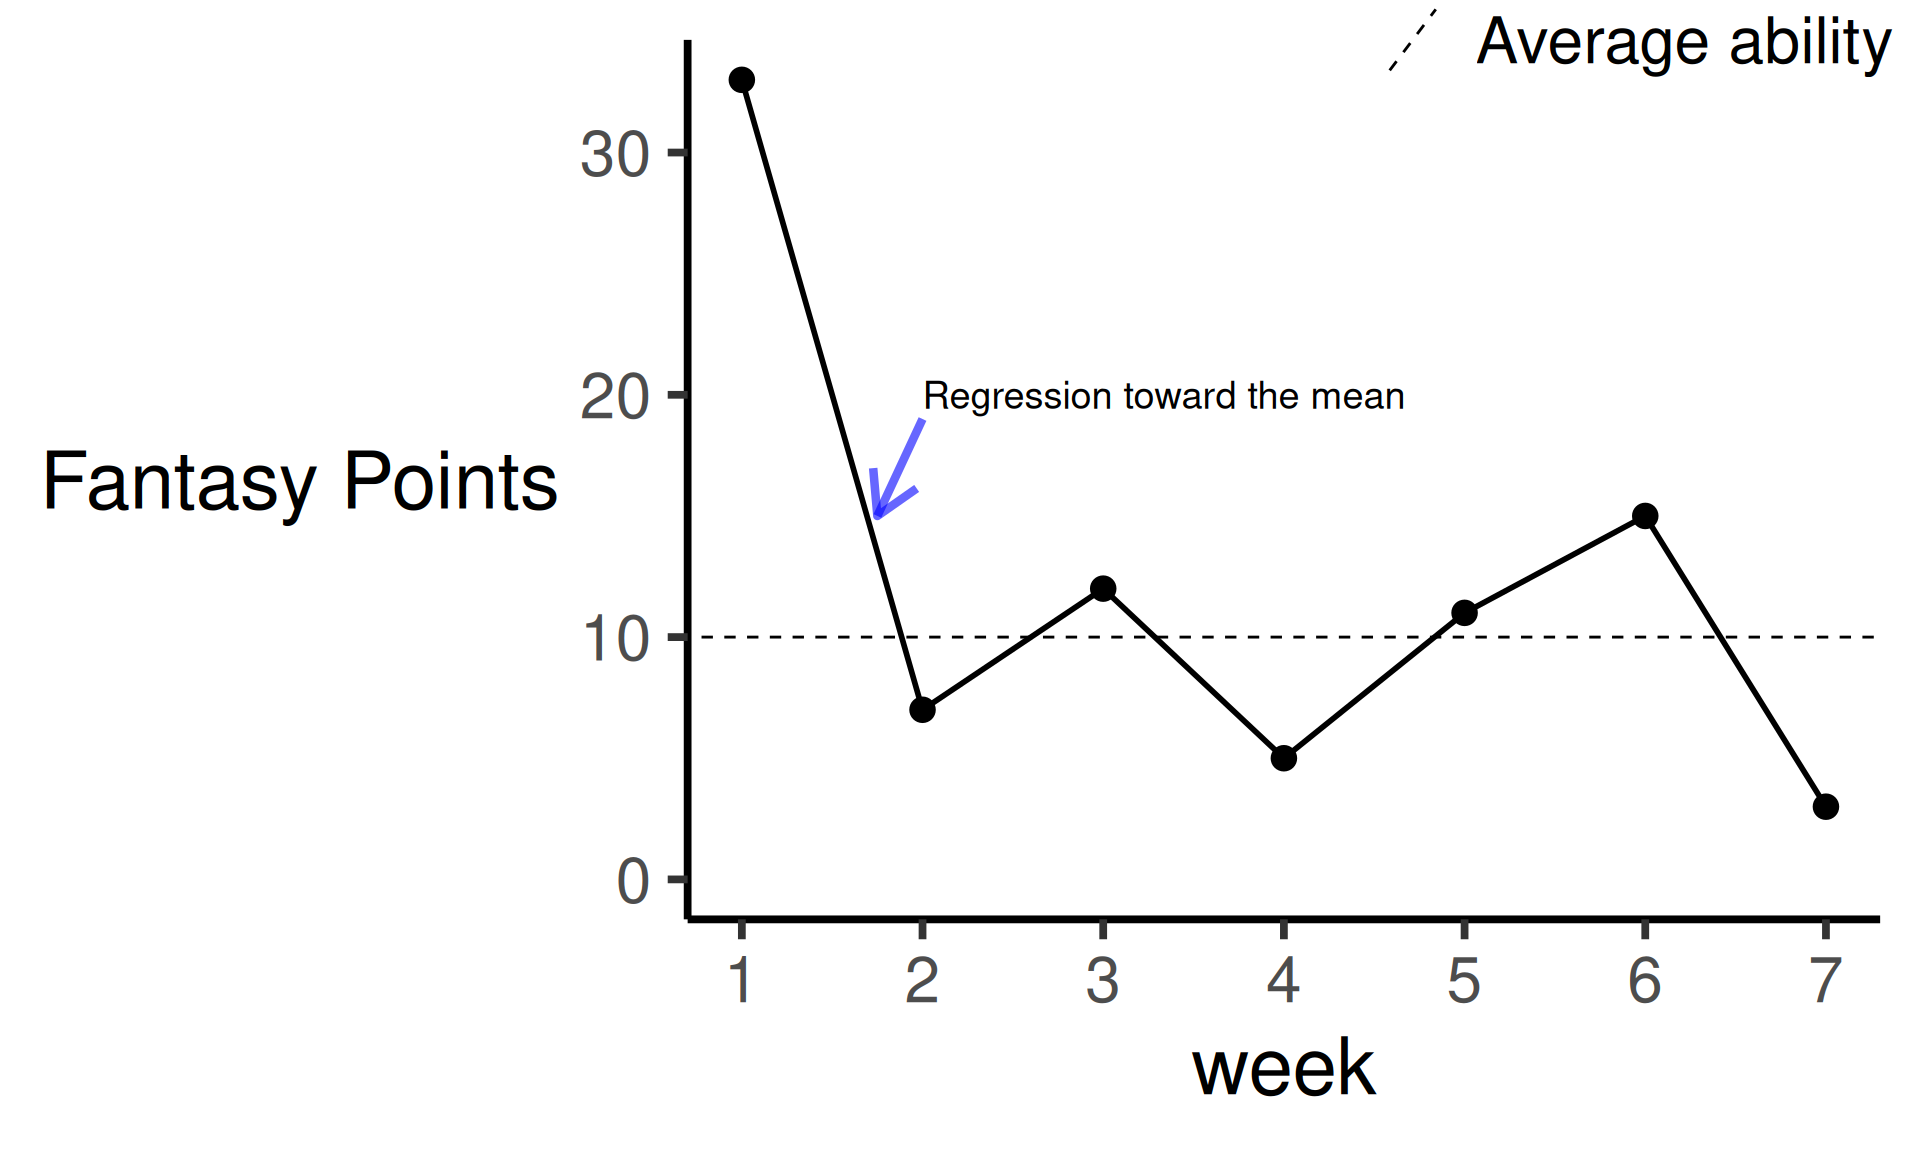 Average ability
30
20
10
0
Fantasy Points
Regression toward the mean
1 2 3 4 5 6 7
week